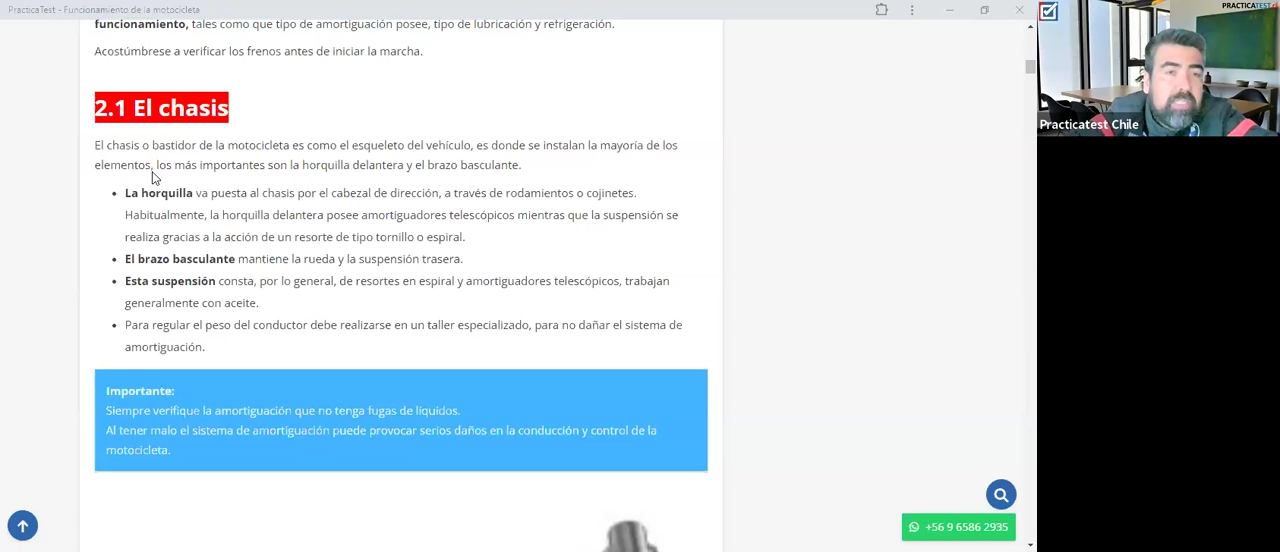 PracticaTest - Funcionamiento de la motocicleta
PRACTICATEST
funcionamiento, tales como que tipo de amortiguación posee, tipo de lubricación y refrigeración.
Acostúmbrese a verificar los frenos antes de iniciar la marcha.
2.1 El chasis
Practicatest Chile
El chasis o bastidor de la motocicleta es como el esqueleto del vehículo, es donde se instalan la mayoría de los
elementos, los más importantes son la horquilla delantera y el brazo basculante.
La horquilla va puesta al chasis por el cabezal de dirección, a través de rodamientos o cojinetes.
Habitualmente, la horquilla delantera posee amortiguadores telescópicos mientras que la suspensión se
realiza gracias a la acción de un resorte de tipo tornillo o espiral.
El brazo basculante mantiene la rueda y la suspensión trasera.
Esta suspensión consta, por lo general, de resortes en espiral y amortiguadores telescópicos, trabajan
generalmente con aceite.
Para regular el peso del conductor debe realizarse en un taller especializado, para no dañar el sistema de
amortiguación.
Importante:
Siempre verifique la amortiguación que no tenga fugas de líquidos.
Al tener malo el sistema de amortiguación puede provocar serios daños en la conducción y control de la
motocicleta.
+56 9 6586 2935